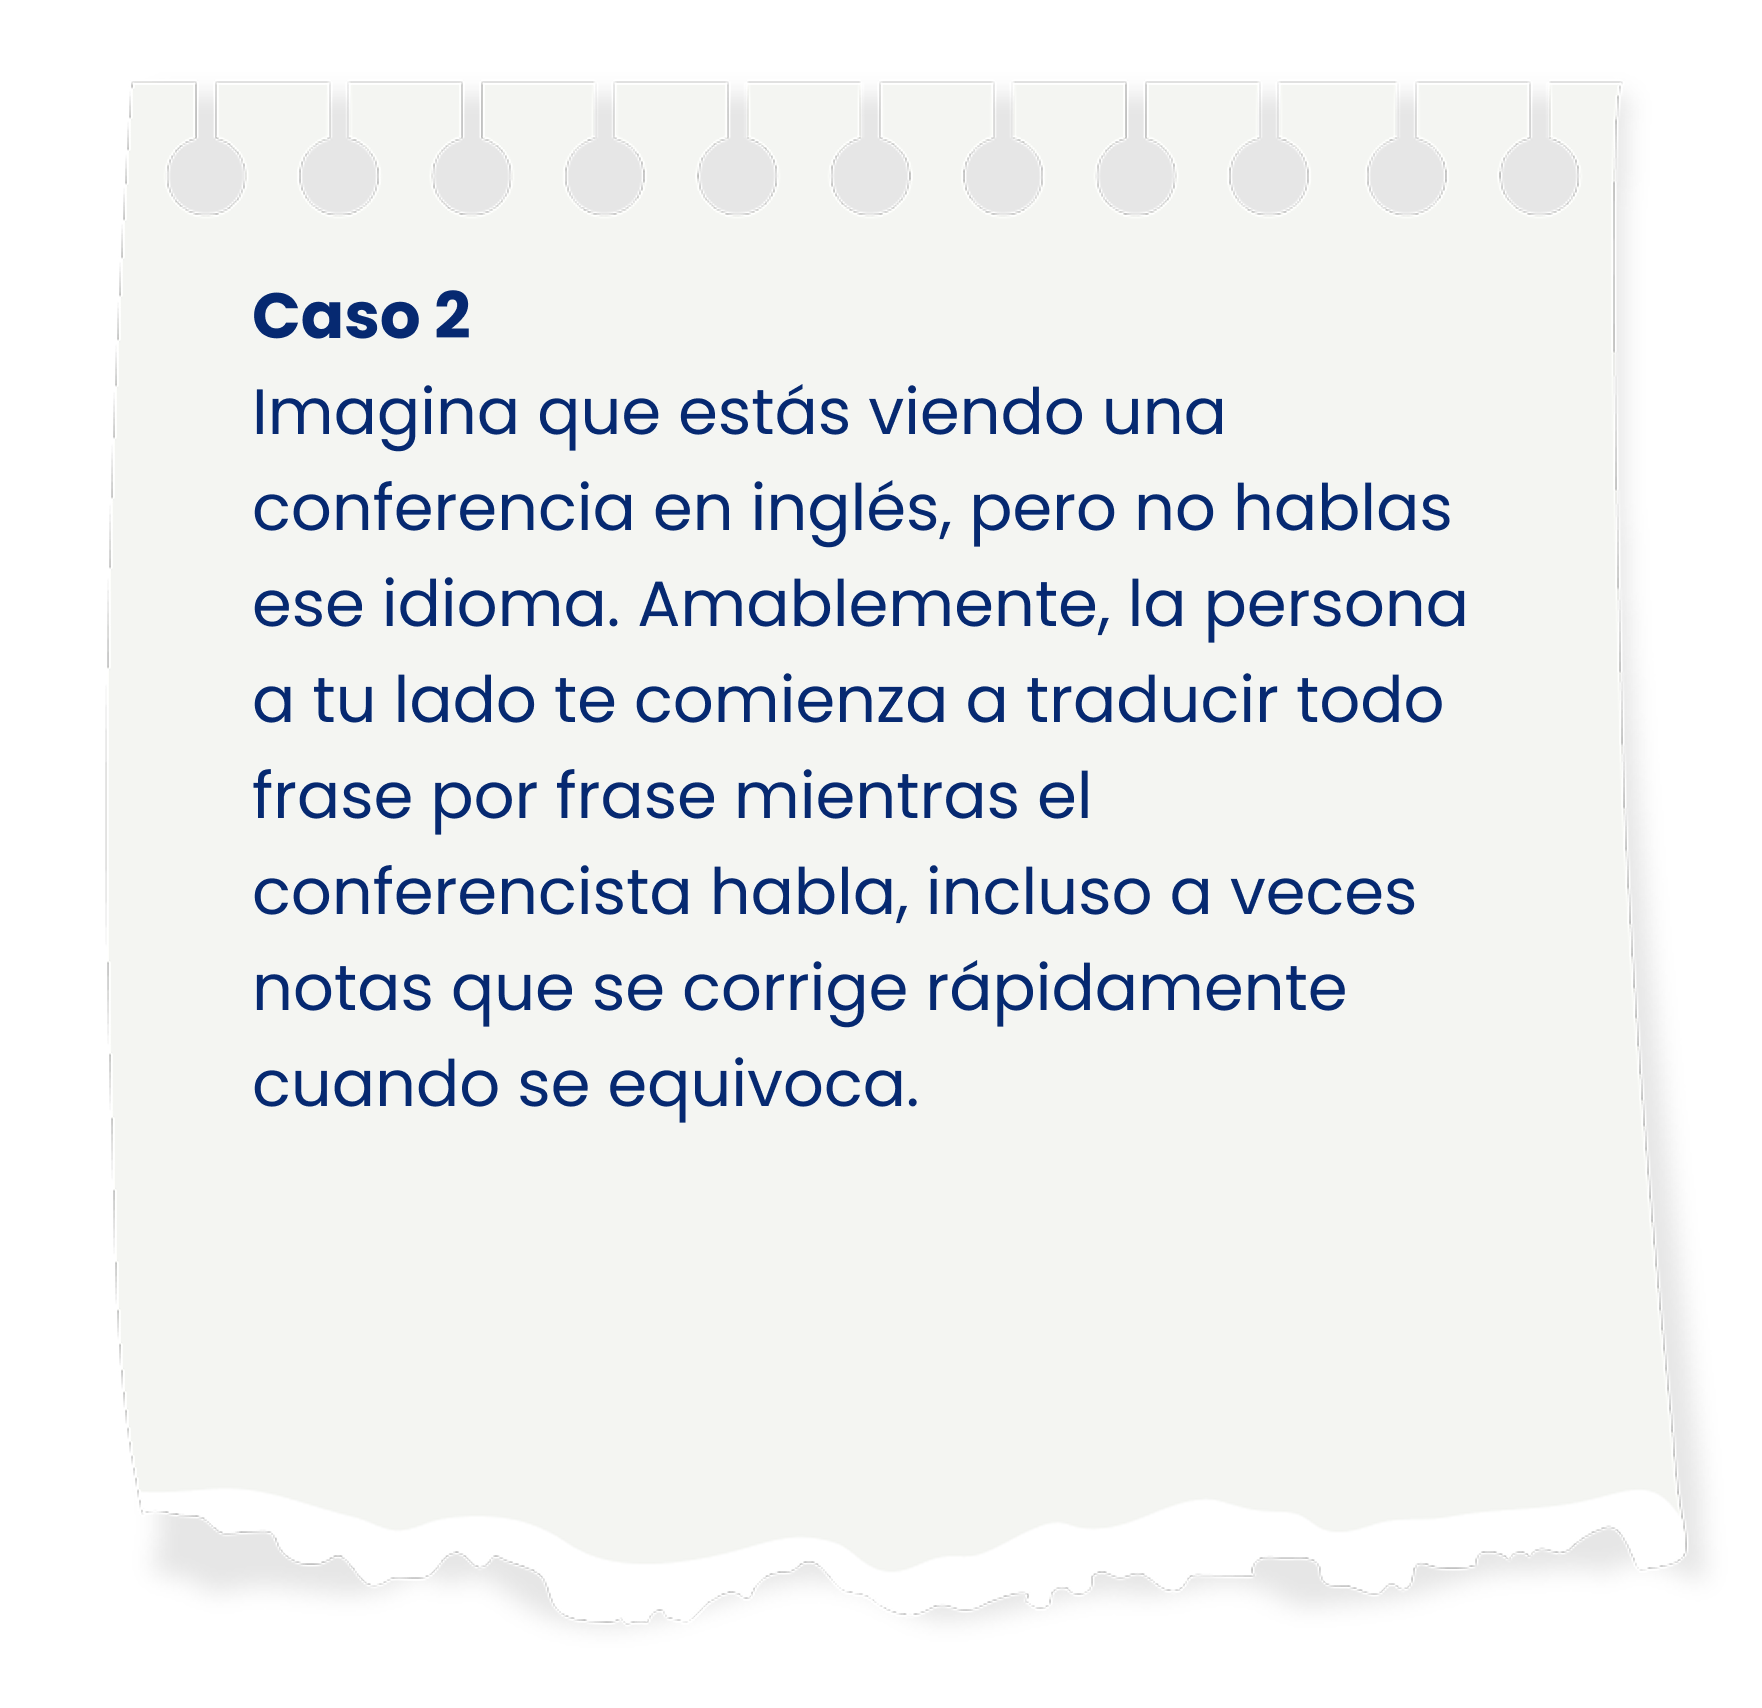 Caso 2
Imagina que estás viendo una
conferencia en inglés, pero no hablas
ese idioma. Amablemente, la persona
a tu lado te comienza a traducir todo
frase por frase mientras el
conferencista habla, incluso a veces
notas que se corrige rápidamente
cuando se equivoca.